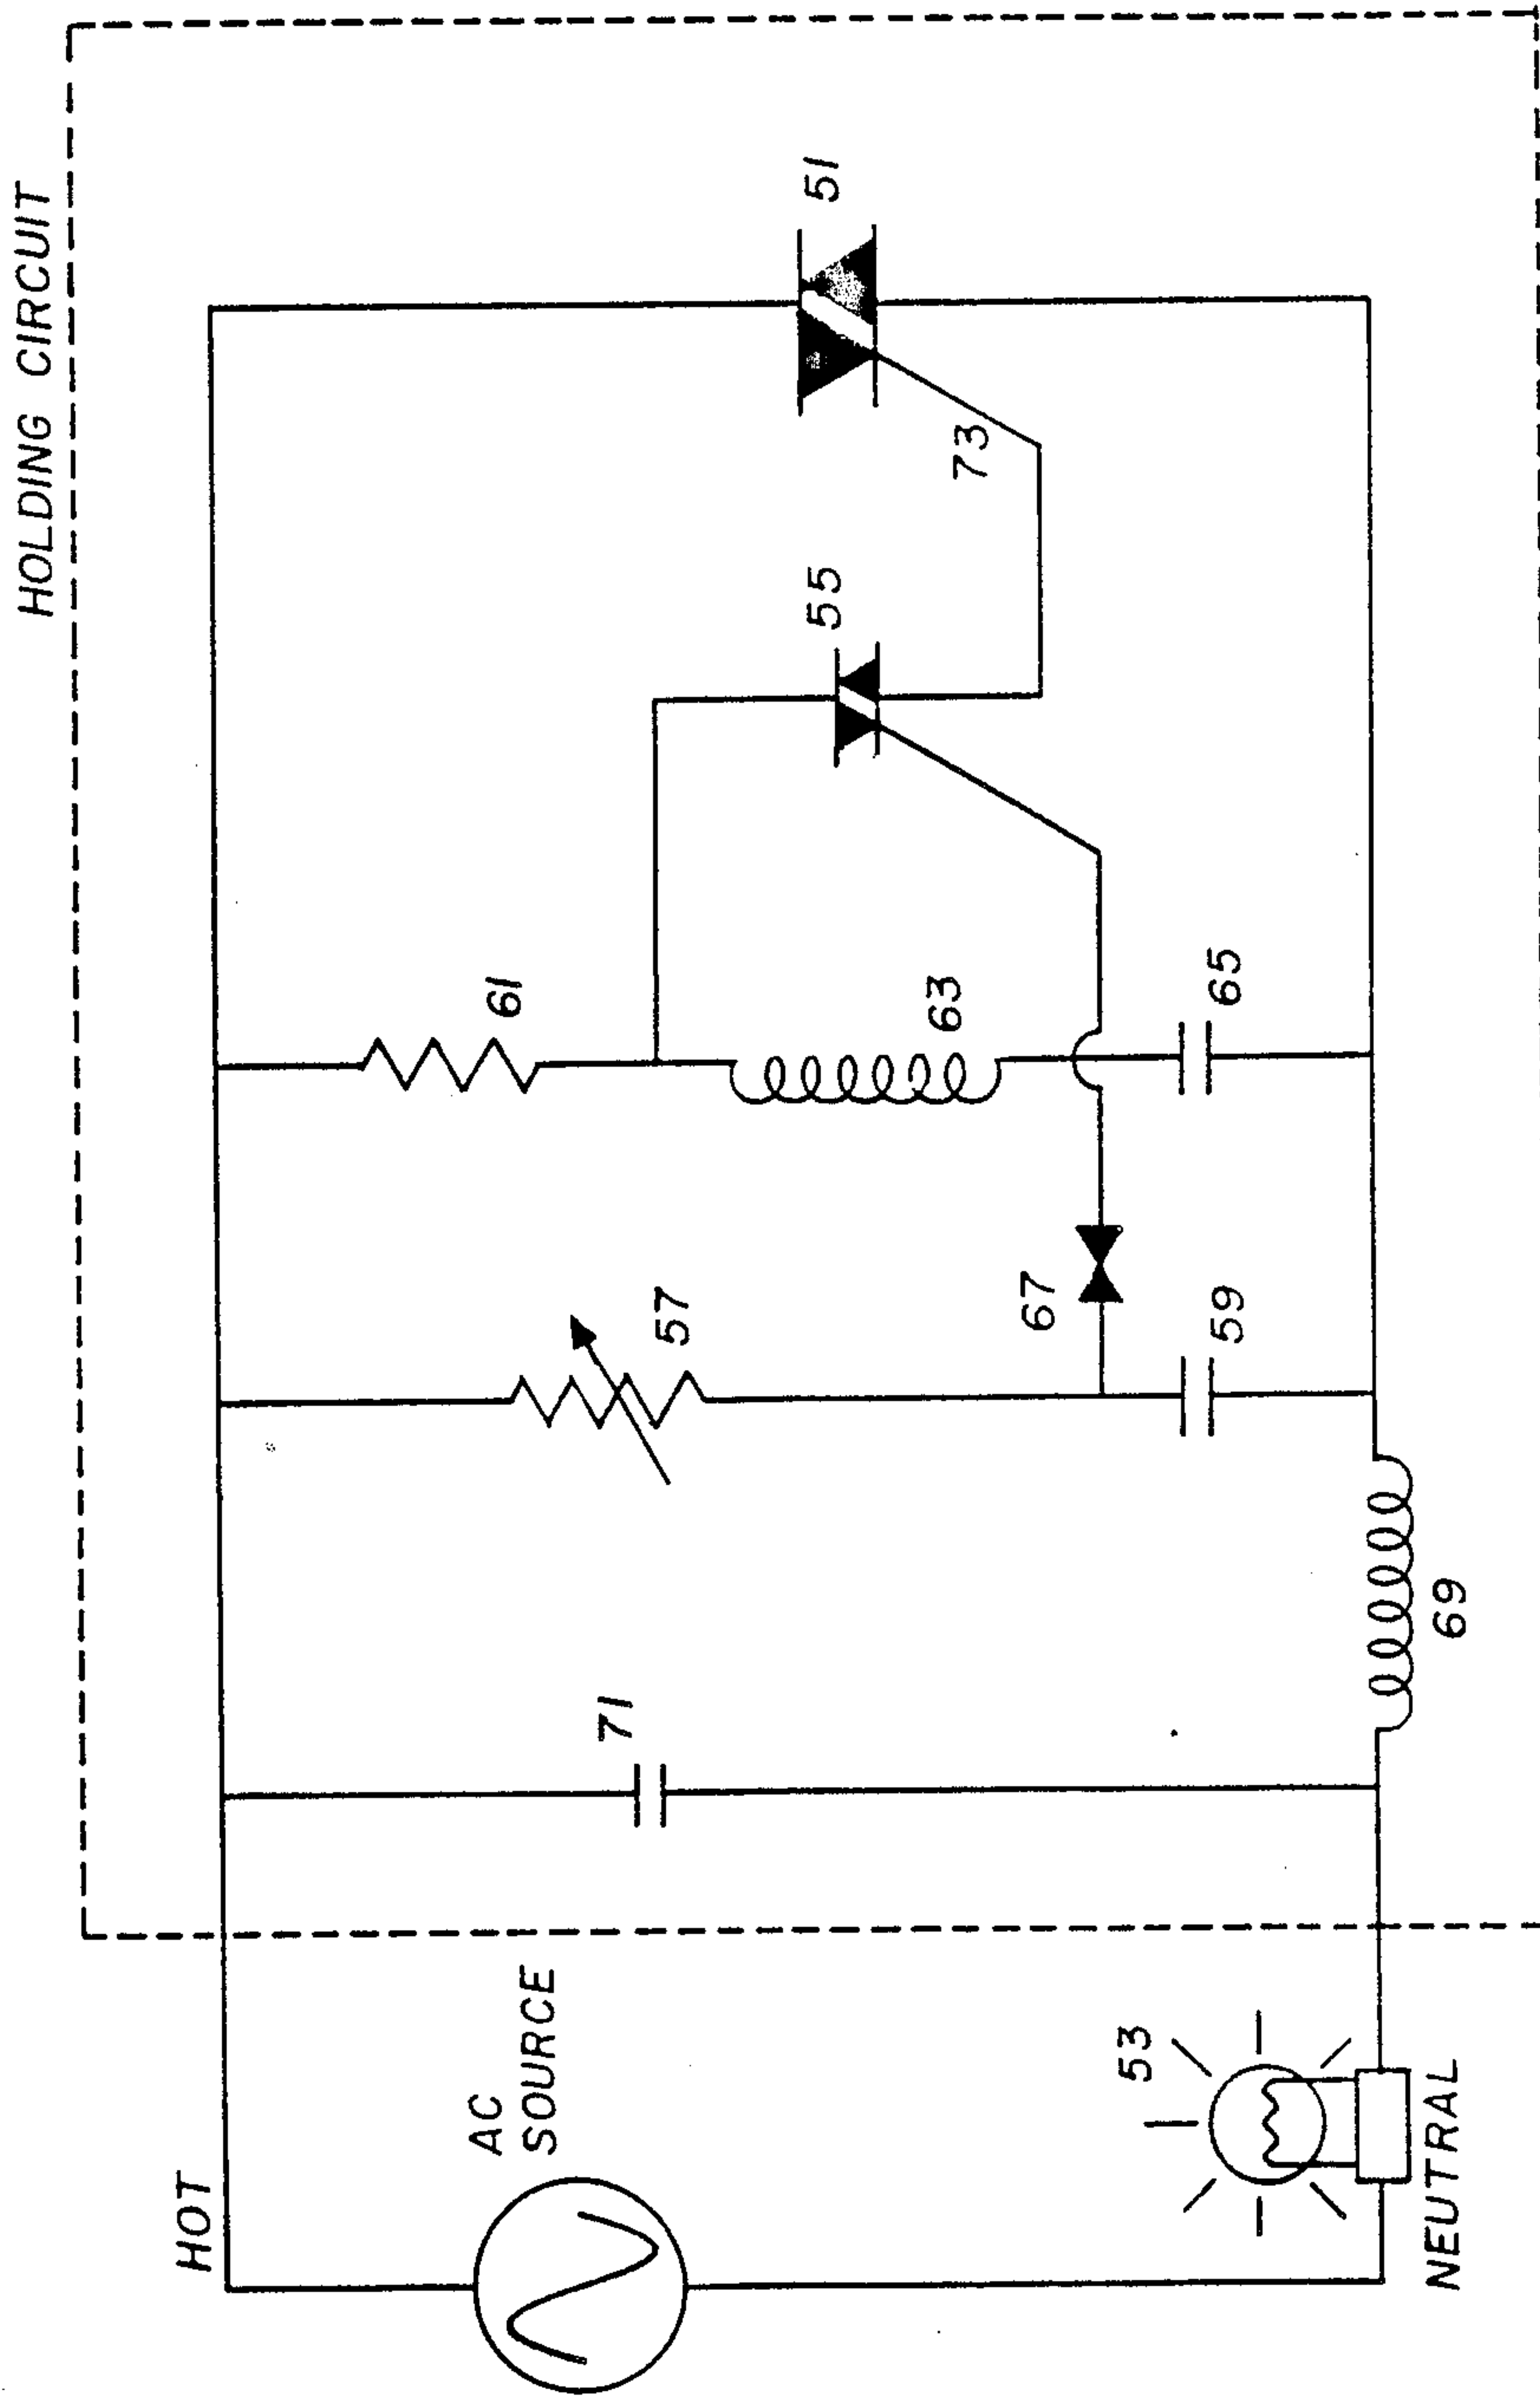 HOLDING CIRCUIT
HOT
AC
SOURCE
71
57
61
55
51
73
63
67
59
65
53
69
NEUTRAL